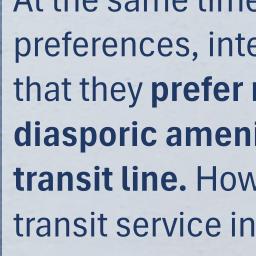 At the same time
preferences, inte
that they prefer
diasporic ameni
transit line. How
transit service in